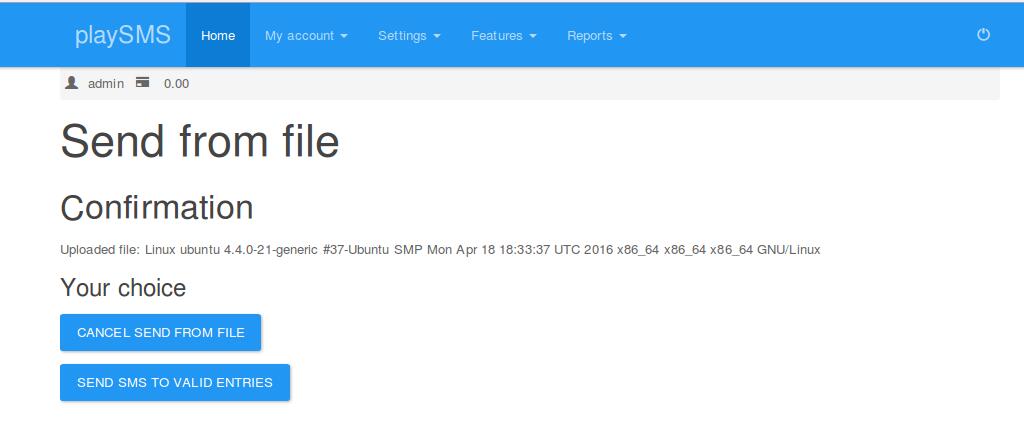 playSMS Home My account Settings Features Reports
admin 0.00
Send from file
Confirmation
Uploaded file: Linux ubuntu 4.4.0-21-generic #37-Ubuntu SMP Mon Apr 18 18:33:37 UTC 2016 x86_64 x86_64 x86_64 GNU/Linux
Your choice
CANCEL SEND FROM FILE
SEND SMS TO VALID ENTRIES